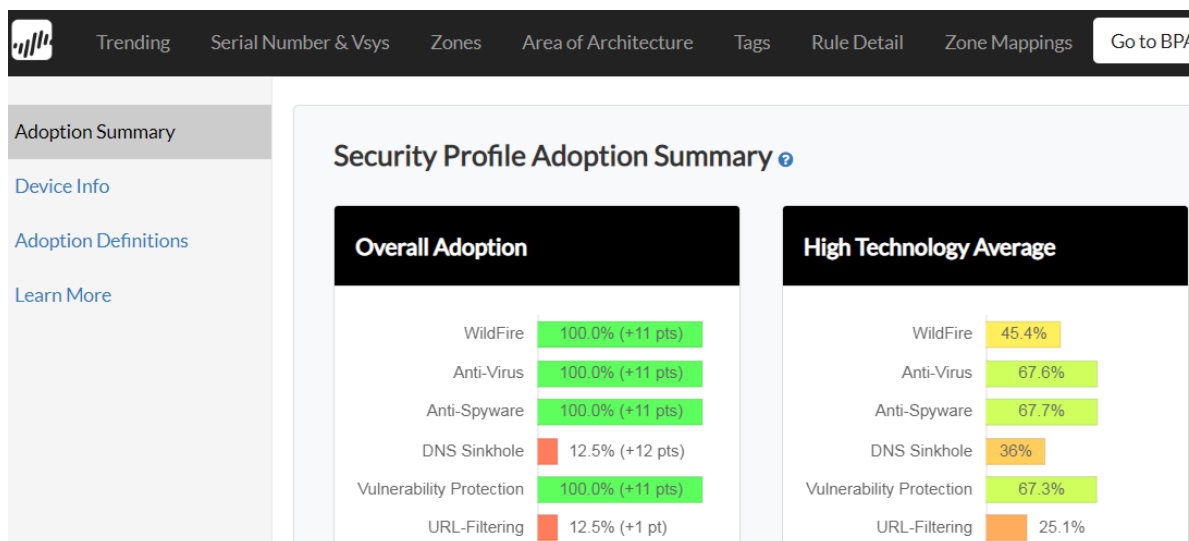 Trending Serial Number & Vsys Zones Area of Architecture Tags Rule Detail Zone Mappings Go to BPA
Adoption Summary
Device Info
Adoption Definitions
Learn More
Security Profile Adoption Summary ?
Overall Adoption
WildFire 100.0% (+11 pts)
Anti-Virus 100.0% (+11 pts)
Anti-Spyware 100.0% (+11 pts)
DNS Sinkhole 12.5% (+12 pts)
Vulnerability Protection 100.0% (+11 pts)
URL-Filtering 12.5% (+1 pt)
High Technology Average
WildFire 45.4%
Anti-Virus 67.6%
Anti-Spyware 67.7%
DNS Sinkhole 36%
Vulnerability Protection 67.3%
URL-Filtering 25.1%